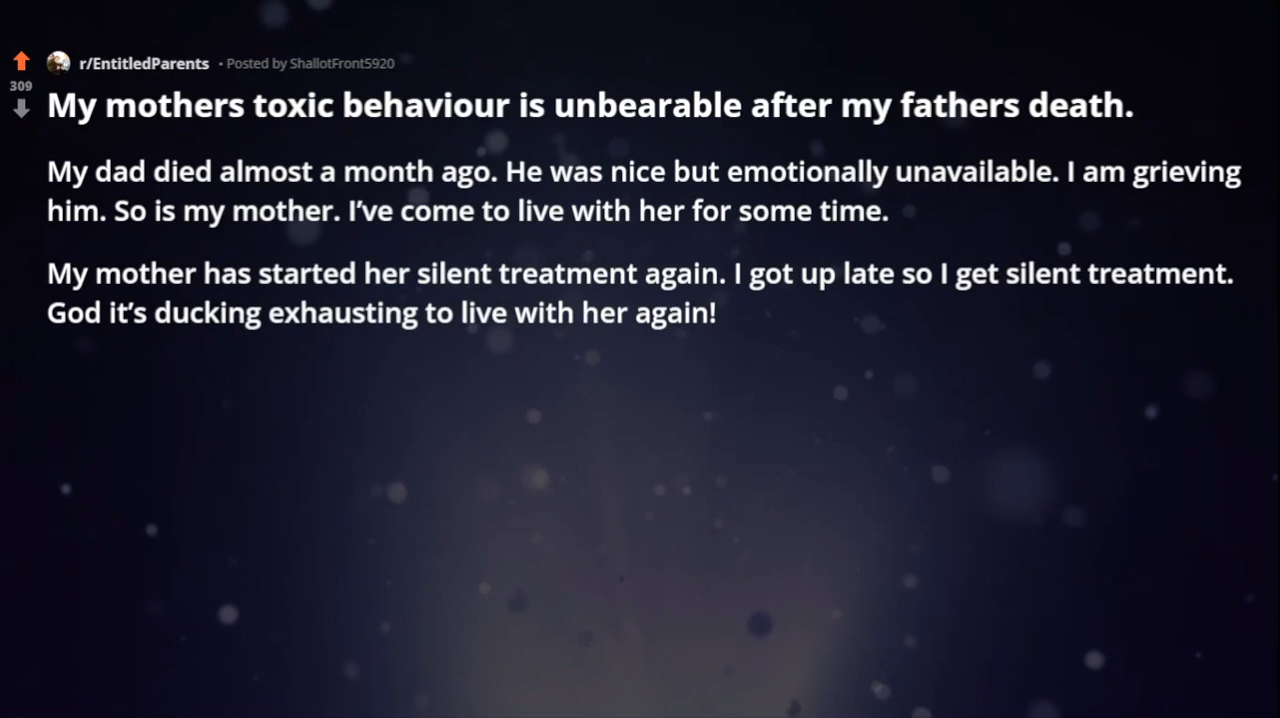 r/EntitledParents • Posted by ShallotFront5920
309
My mothers toxic behaviour is unbearable after my fathers death.
My dad died almost a month ago. He was nice but emotionally unavailable. I am grieving
him. So is my mother. I’ve come to live with her for some time.
My mother has started her silent treatment again. I got up late so I get silent treatment.
God it’s ducking exhausting to live with her again!